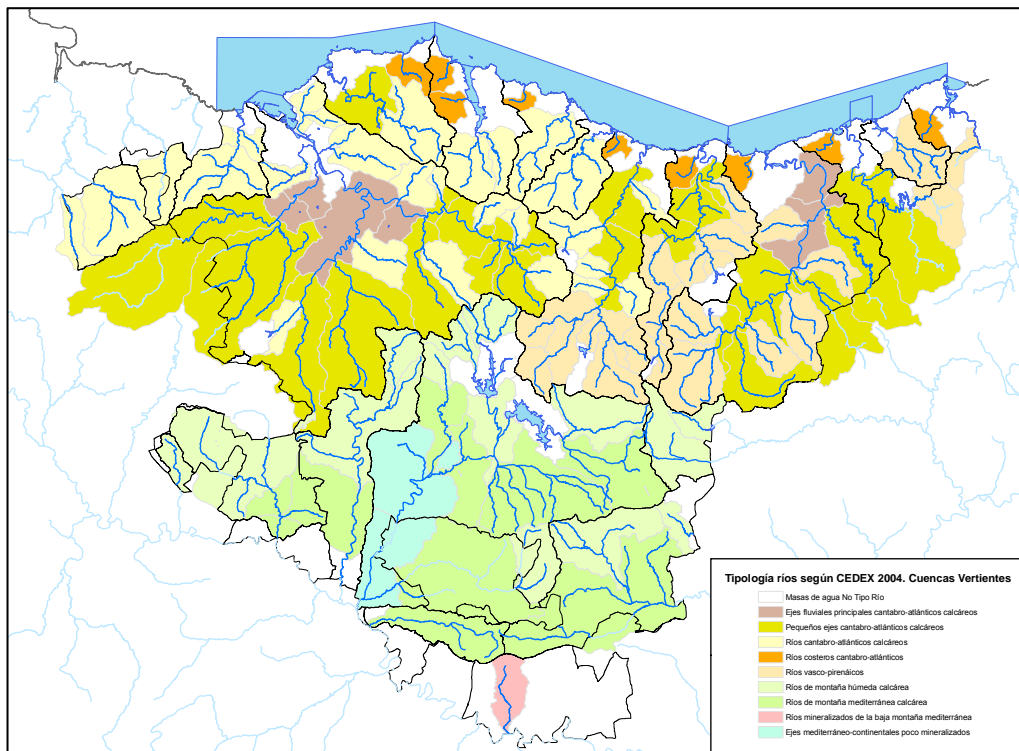 Tipología ríos según CEDEX 2004. Cuencas Vertientes
Masas de agua No Tipo Río
Ejes fluviales principales cantabro-atlánticos calcáreos
Pequeños ejes cantabro-atlánticos calcáreos
Ríos cantabro-atlánticos calcáreos
Ríos costeros cantabro-atlánticos
Ríos vasco-pirenáicos
Ríos de montaña húmeda calcárea
Ríos de montaña mediterránea calcárea
Ríos mineralizados de la baja montaña mediterránea
Ejes mediterráneo-continentales poco mineralizados